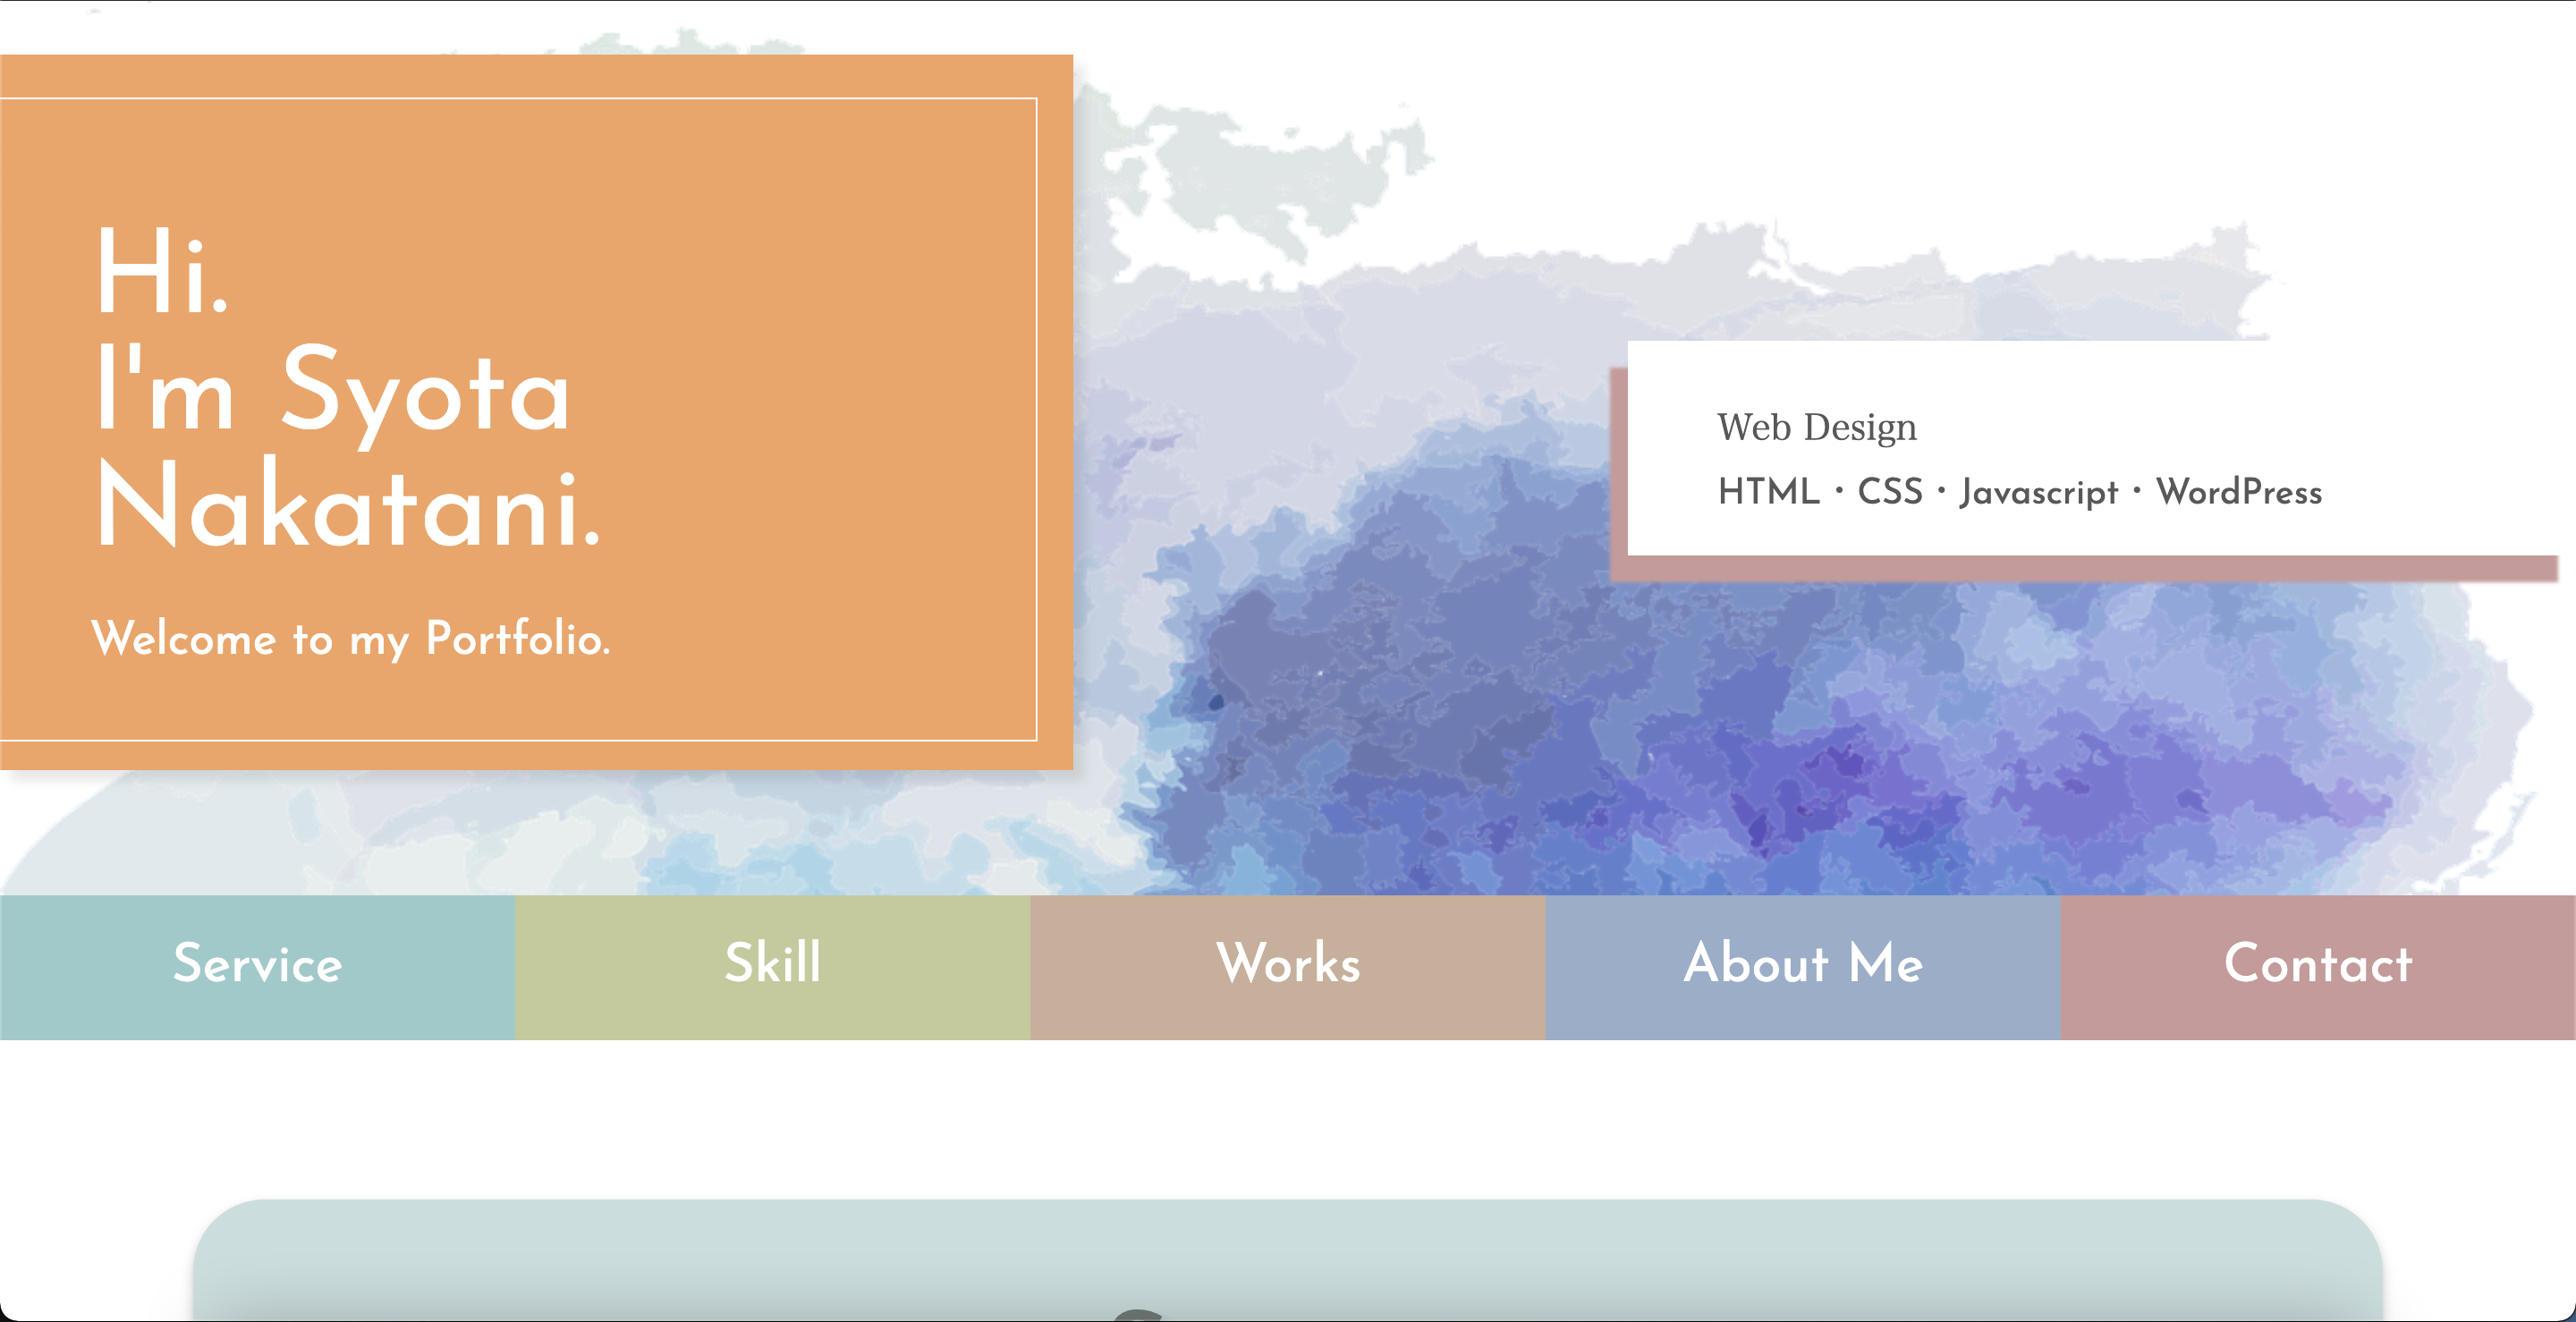 Hi.
I'm Syota
Nakatani.
Welcome to my Portfolio.
Web Design
HTML・CSS・Javascript・WordPress
Service
Skill
Works
About Me
Contact